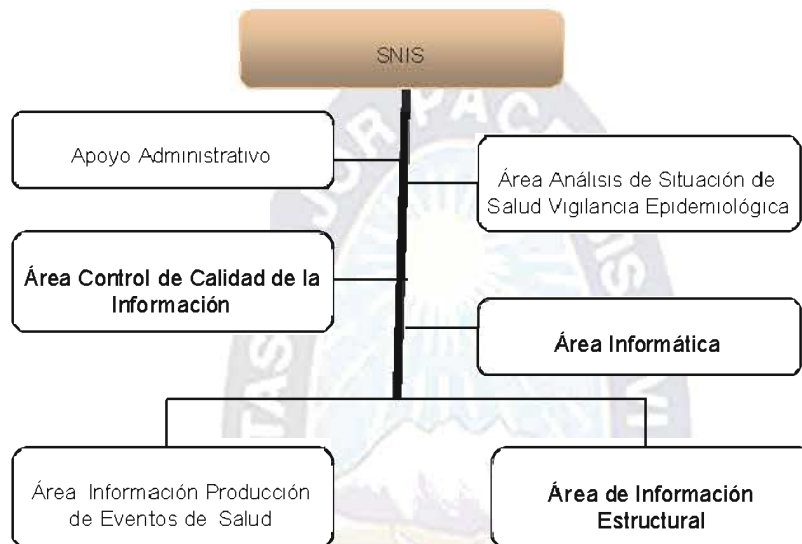 SNIS
Apoyo Administrativo
Área Análisis de Situación de
Salud Vigilancia Epidemiológica
Área Control de Calidad de la
Información
Área Informática
Área Información Producción
de Eventos de Salud
Área de Información
Estructural